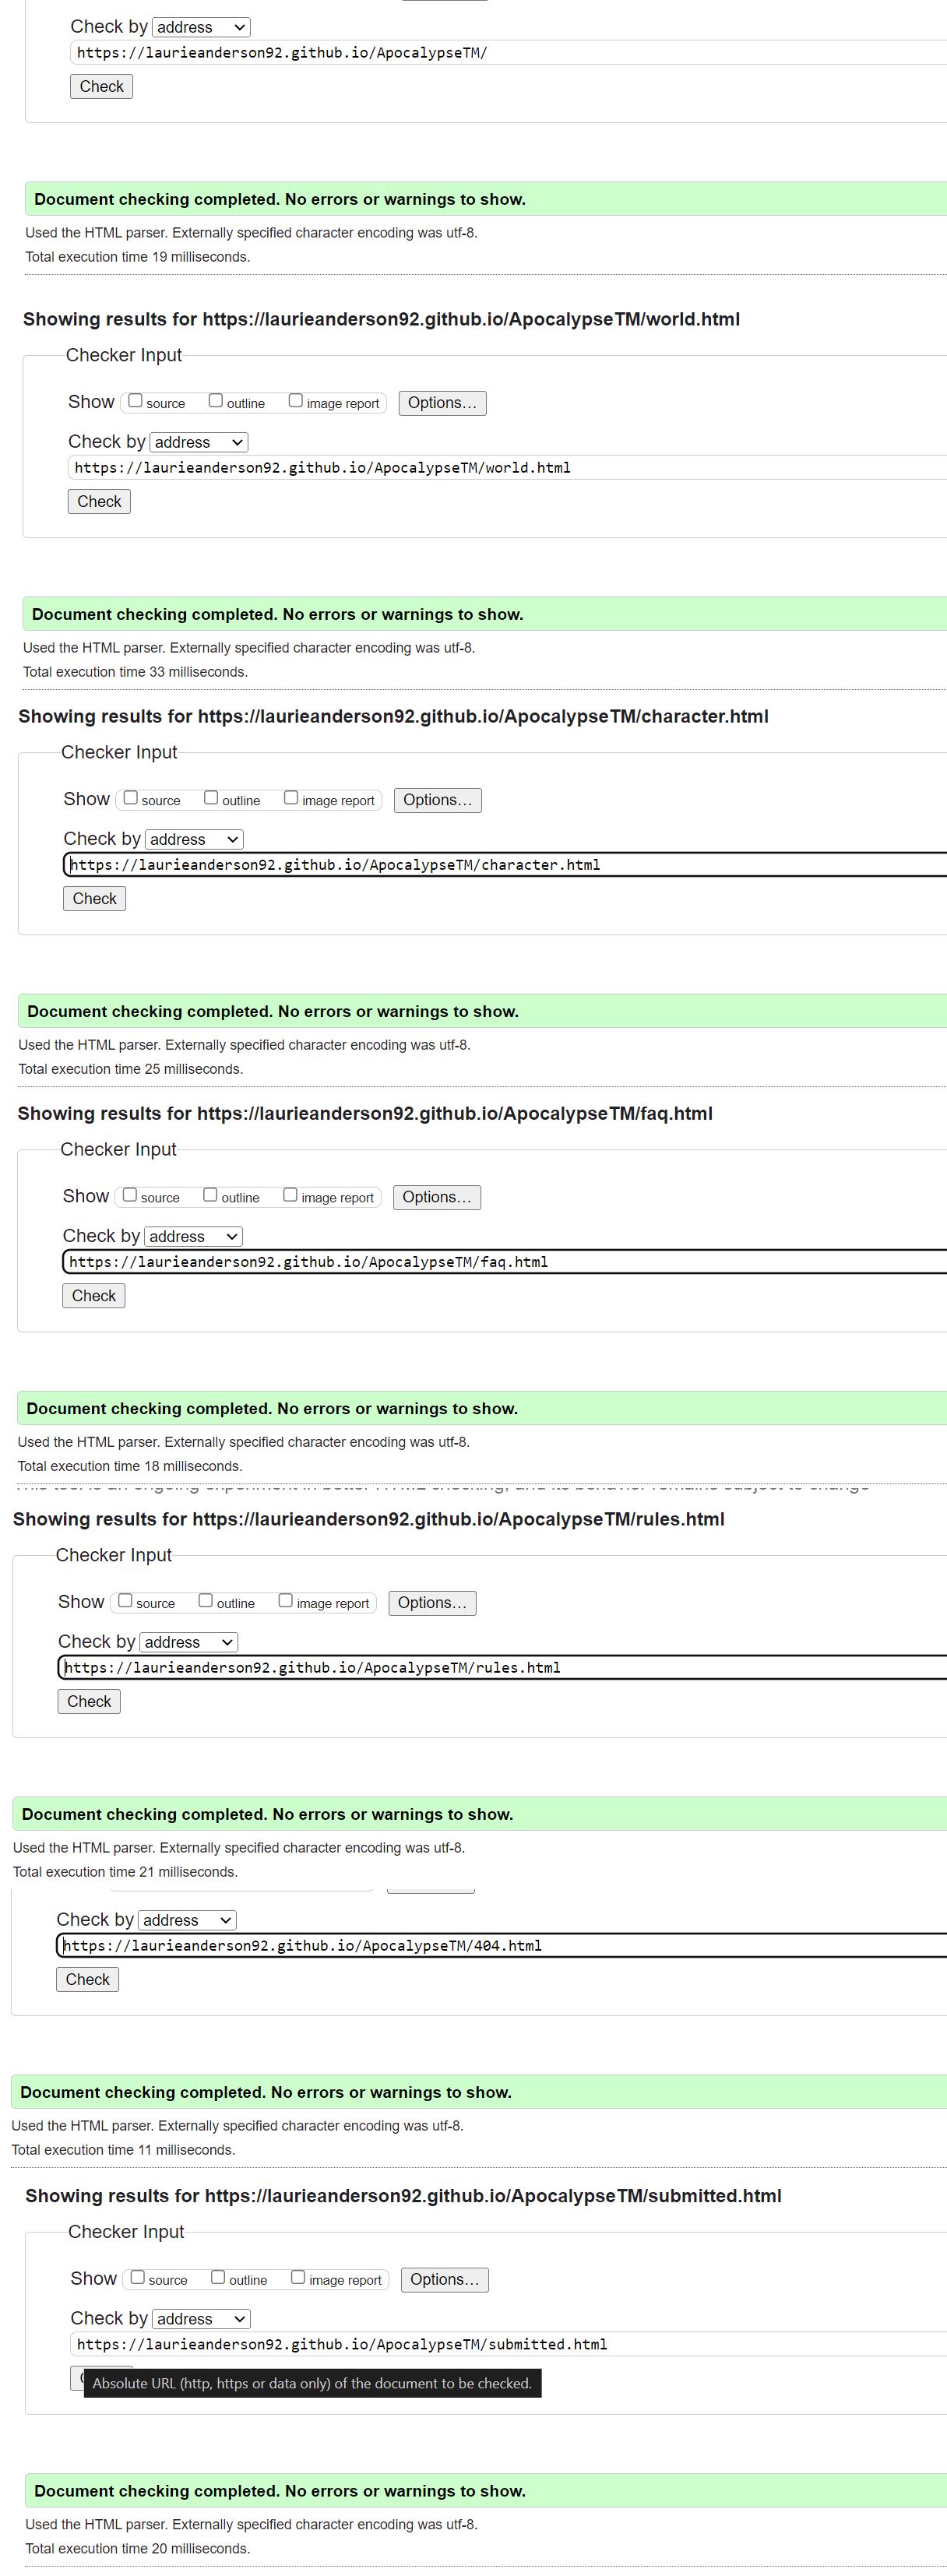 Check by address
https://laurieanderson92.github.io/ApocalypseTM/
Check
Document checking completed. No errors or warnings to show.
Used the HTML parser. Externally specified character encoding was utf-8.
Total execution time 19 milliseconds.
Showing results for https://laurieanderson92.github.io/ApocalypseTM/world.html
Checker Input
Show source outline image report Options...
Check by address
https://laurieanderson92.github.io/ApocalypseTM/world.html
Check
Document checking completed. No errors or warnings to show.
Used the HTML parser. Externally specified character encoding was utf-8.
Total execution time 33 milliseconds.
Showing results for https://laurieanderson92.github.io/ApocalypseTM/character.html
Checker Input
Show source outline image report Options...
Check by address
https://laurieanderson92.github.io/ApocalypseTM/character.html
Check
Document checking completed. No errors or warnings to show.
Used the HTML parser. Externally specified character encoding was utf-8.
Total execution time 25 milliseconds.
Showing results for https://laurieanderson92.github.io/ApocalypseTM/faq.html
Checker Input
Show source outline image report Options...
Check by address
https://laurieanderson92.github.io/ApocalypseTM/faq.html
Check
Document checking completed. No errors or warnings to show.
Used the HTML parser. Externally specified character encoding was utf-8.
Total execution time 18 milliseconds.
This tool is an ongoing experiment in better HTML checking, and its behavior remains subject to change
Showing results for https://laurieanderson92.github.io/ApocalypseTM/rules.html
Checker Input
Show source outline image report Options...
Check by address
https://laurieanderson92.github.io/ApocalypseTM/rules.html
Check
Document checking completed. No errors or warnings to show.
Used the HTML parser. Externally specified character encoding was utf-8.
Total execution time 21 milliseconds.
Check by address
https://laurieanderson92.github.io/ApocalypseTM/404.html
Check
Document checking completed. No errors or warnings to show.
Used the HTML parser. Externally specified character encoding was utf-8.
Total execution time 11 milliseconds.
Showing results for https://laurieanderson92.github.io/ApocalypseTM/submitted.html
Checker Input
Show source outline image report Options...
Check by address
https://laurieanderson92.github.io/ApocalypseTM/submitted.html
Absolute URL (http, https or data only) of the document to be checked.
Document checking completed. No errors or warnings to show.
Used the HTML parser. Externally specified character encoding was utf-8.
Total execution time 20 milliseconds.